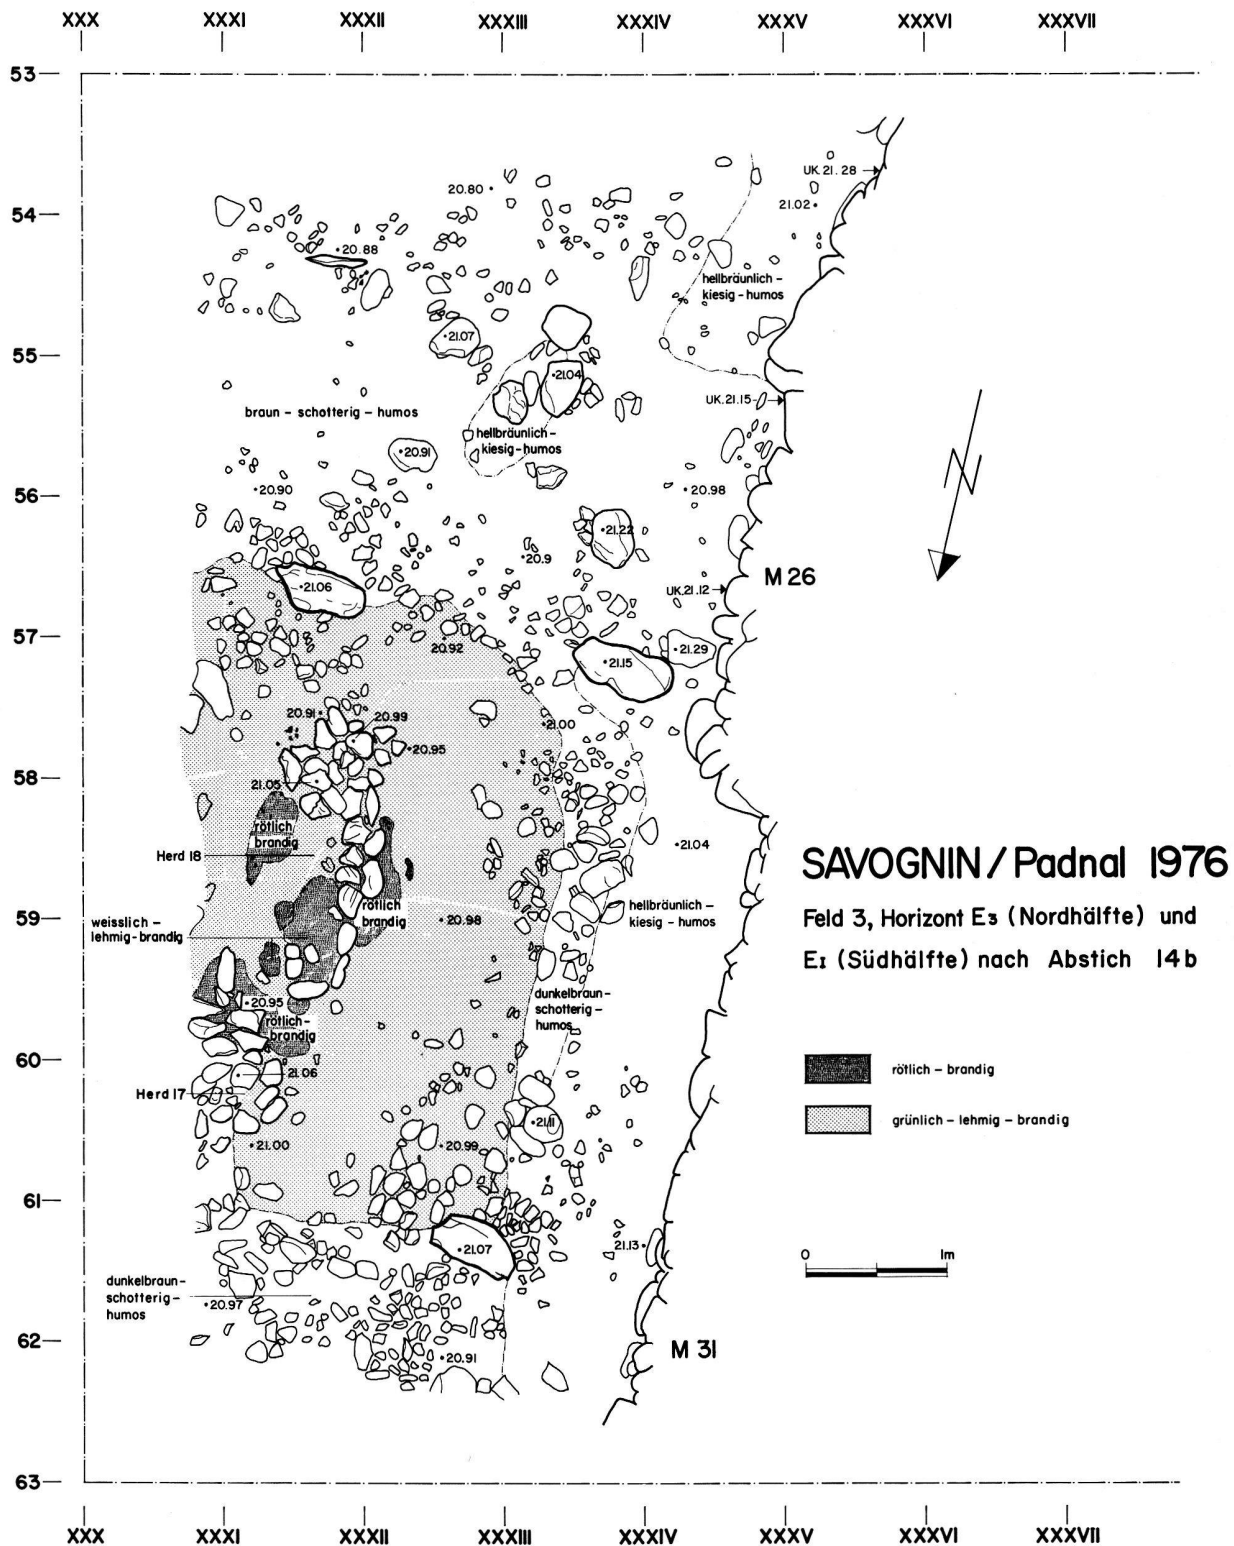 XXX XXXI XXXII XXXIII XXXIV XXXV XXXVI XXXVII
53
UK.21.28
20.80
21.02
54
20.88
hellbräunlich –
kiesig – humos
21.07
55
21.04
UK.21.15
braun – schotterig – humos
hellbräunlich –
kiesig – humos
20.91
20.90
20.98
56
21.22
20.9
M 26
21.06
UK.21.12
57
20.92
21.29
21.15
20.91
20.99
21.00
20.95
58
21.05
rötlich
brandig
21.04
Herd 18
SAVOGNIN / Padnal 1976
Feld 3, Horizont E3 (Nordhälfte) und
E1 (Südhälfte) nach Abstich 14 b
rötlich
brandig
hellbräunlich –
kiesig – humos
59
20.98
weisslich –
lehmig – brandig
dunkelbraun –
schotterig –
humos
20.95
rötlich –
brandig
60
rötlich – brandig
21.06
Herd 17
grünlich – lehmig – brandig
21.11
21.00
20.99
61
21.13
21.07
0 1m
dunkelbraun –
schotterig –
humos
20.97
62
M 31
20.91
63
XXX XXXI XXXII XXXIII XXXIV XXXV XXXVI XXXVII